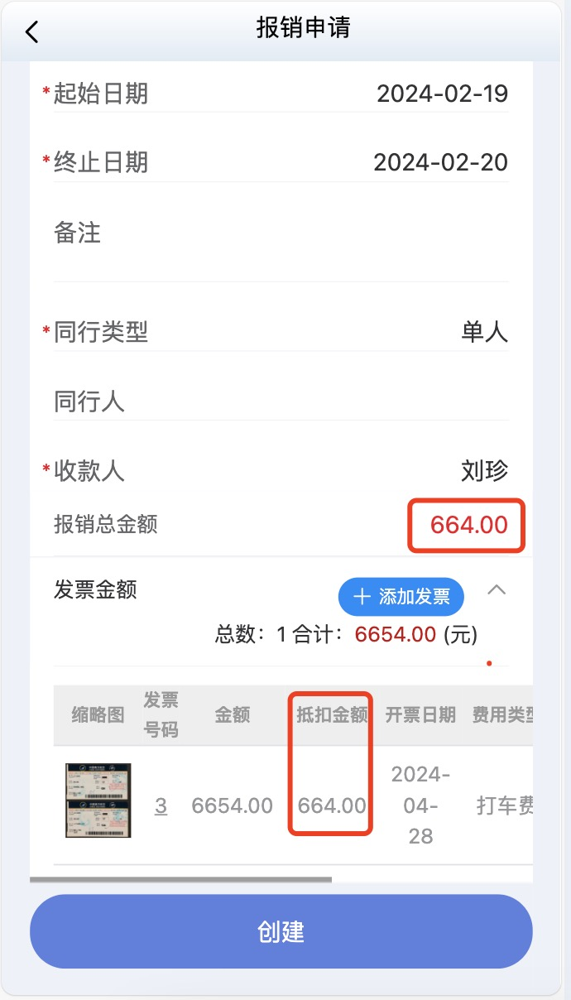 报销申请
*起始日期 2024-02-19
*终止日期 2024-02-20
备注
*同行类型 单人
同行人
*收款人 刘珍
报销总金额 664.00
发票金额 + 添加发票
总数：1 合计：6654.00 (元)
缩略图 发票号码 金额 抵扣金额 开票日期 费用类型
3 6654.00 664.00 2024-04-28 打车费
创建